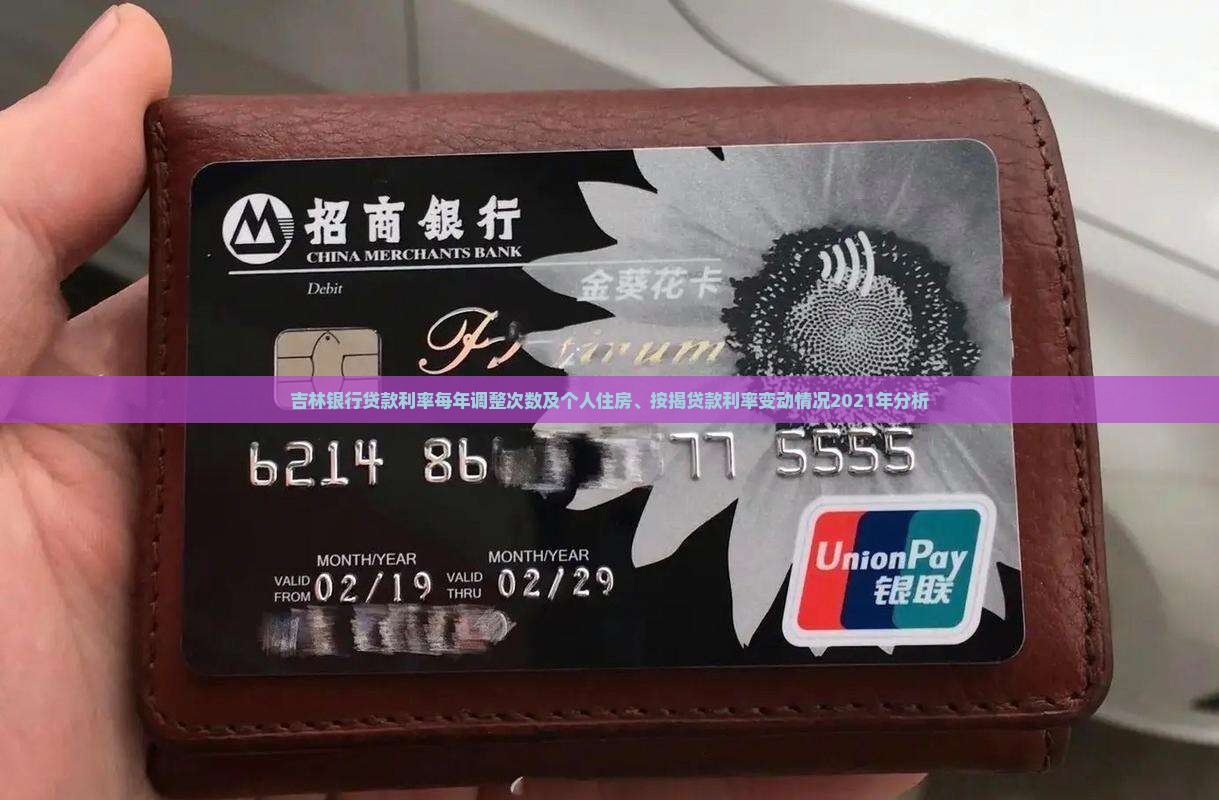 招商銀行
CHINA MERCHANTS BANK
Debit
金葵花卡
吉林银行贷款利率每年调整次数及个人住房、按揭贷款利率变动情况2021年分析
6214 86 77 5555
MONTH/YEAR MONTH/YEAR
VALID FROM 02/19 VALID THRU 02/29
UnionPay
银联